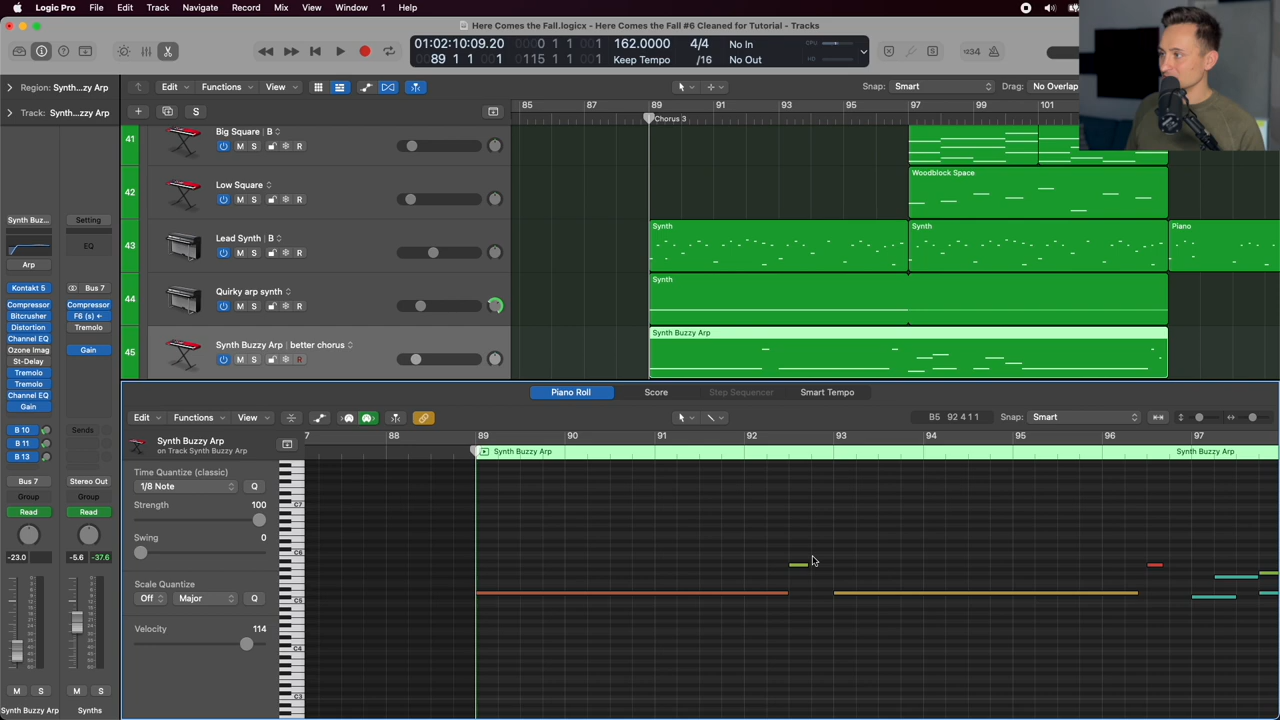 Logic Pro File Edit Track Navigate Record Mix View Window 1 Help
Here Comes the Fall.logicx - Here Comes the Fall #6 Cleaned for Tutorial - Tracks
01:02:10:09.20 162.0000 4/4 No In CPU
89 1 1 001 0115 1 1 001 Keep Tempo /16 No Out HD
1234
Region: Synth...zy Arp Edit Functions View Snap: Smart Drag: No Overlap
Track: Synth...zy Arp S 85 87 89 91 93 95 97 99 101
Chorus 3
41 Big Square B
M S R
42 Low Square Woodblock Space
M S R
43 Lead Synth B Synth Synth Piano
M S R
44 Quirky arp synth Synth
M S R
45 Synth Buzzy Arp better chorus Synth Buzzy Arp
M S R
Synth Buz... Setting
EQ
Arp
Kontakt 5 Bus 7
Compressor Compressor
Bitcrusher F6 (s)
Distortion Tremolo
Channel EQ
Ozone Imag Gain
St-Delay
Tremolo
Tremolo
Channel EQ
Gain
B 10 Sends
B 11
B 13
Bus 7 Stereo Out
Group Group
Read Read
-23.0 -5.6 -37.6
M S M S
Synth Buzzy Arp Synths
Piano Roll Score Step Sequencer Smart Tempo
Edit Functions View B5 92 4 1 1 Snap: Smart
Synth Buzzy Arp
on Track Synth Buzzy Arp
7 88 89 90 91 92 93 94 95 96 97
Synth Buzzy Arp Synth Buzzy Arp
Time Quantize (classic)
1/8 Note Q
Strength 100
Swing 0
Scale Quantize
Off Major Q
Velocity 114
C7
C6
C5
C4
C3